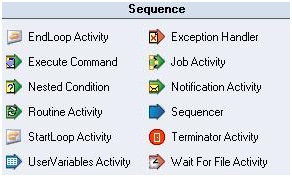 Sequence
EndLoop Activity
Exception Handler
Execute Command
Job Activity
Nested Condition
Notification Activity
Routine Activity
Sequencer
StartLoop Activity
Terminator Activity
UserVariables Activity
Wait For File Activity